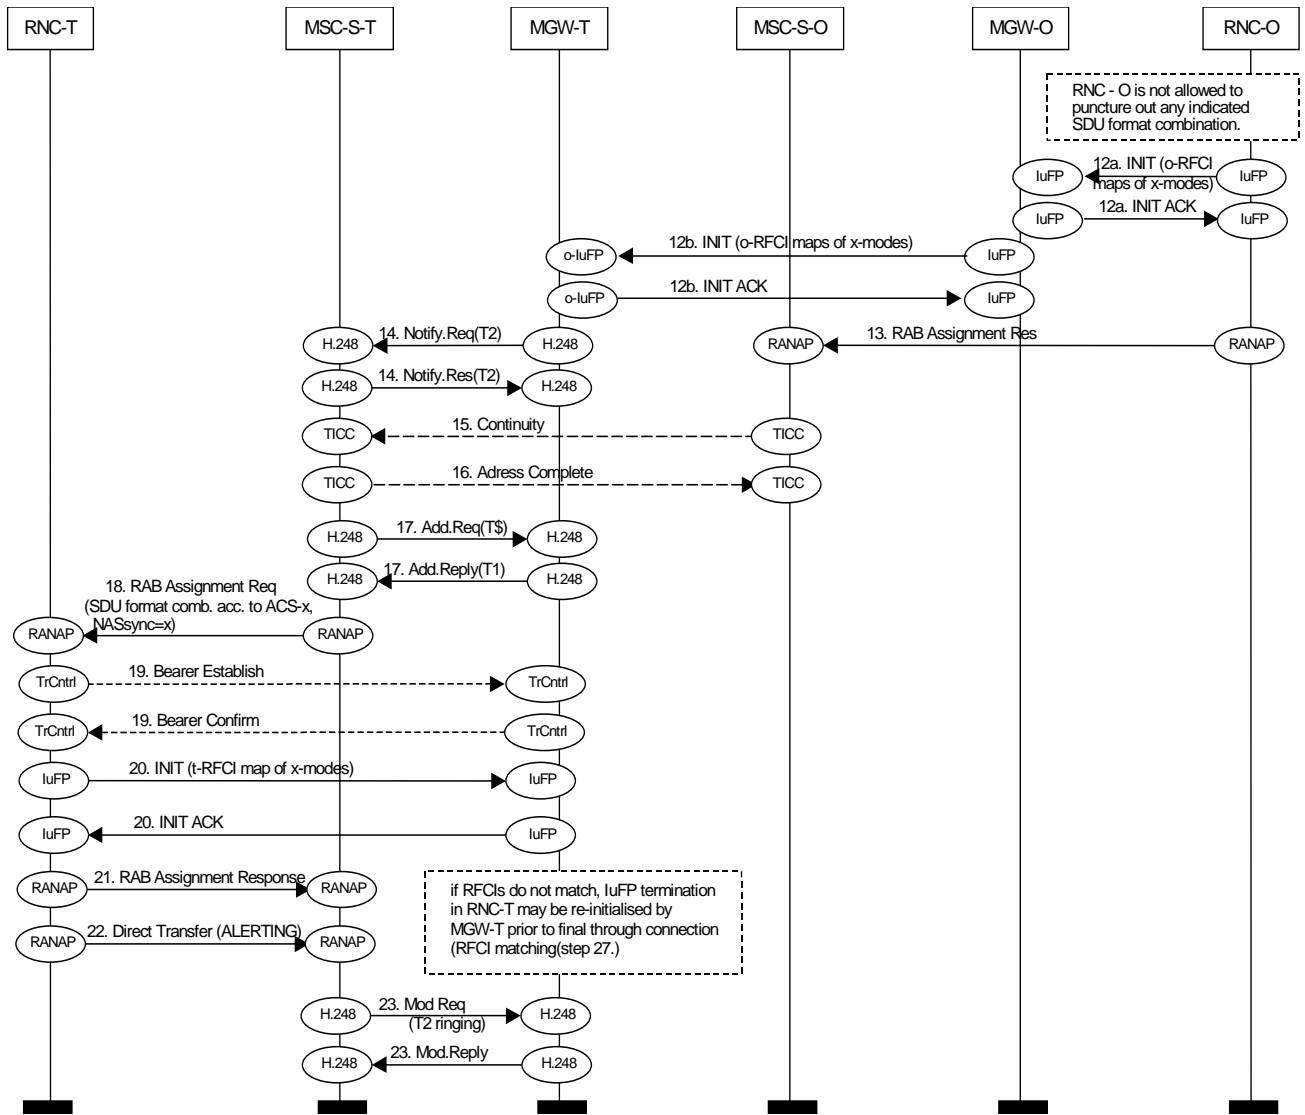 RNC-T
MSC-S-T
MGW-T
MSC-S-O
MGW-O
RNC-O
RNC - O is not allowed to
puncture out any indicated
SDU format combination.
IuFP
12a. INIT (o-RFCI
maps of x-modes)
IuFP
IuFP
12a. INIT ACK
IuFP
o-IuFP
12b. INIT (o-RFCI maps of x-modes)
IuFP
o-IuFP
12b. INIT ACK
IuFP
H.248
14. Notify.Req(T2)
H.248
RANAP
13. RAB Assignment Res
RANAP
H.248
14. Notify.Res(T2)
H.248
TICC
15. Continuity
TICC
TICC
16. Adress Complete
TICC
H.248
17. Add.Req(T$)
H.248
H.248
17. Add.Reply(T1)
H.248
18. RAB Assignment Req
(SDU format comb. acc. to ACS-x,
NASsync=x)
RANAP
RANAP
TrCntrl
19. Bearer Establish
TrCntrl
TrCntrl
19. Bearer Confirm
TrCntrl
IuFP
20. INIT (t-RFCI map of x-modes)
IuFP
IuFP
20. INIT ACK
IuFP
RANAP
21. RAB Assignment Response
RANAP
if RFCIs do not match, IuFP termination
in RNC-T may be re-initialised by
MGW-T prior to final through connection
(RFCI matching(step 27.)
RANAP
22. Direct Transfer (ALERTING)
RANAP
H.248
23. Mod Req
(T2 ringing)
H.248
H.248
23. Mod.Reply
H.248